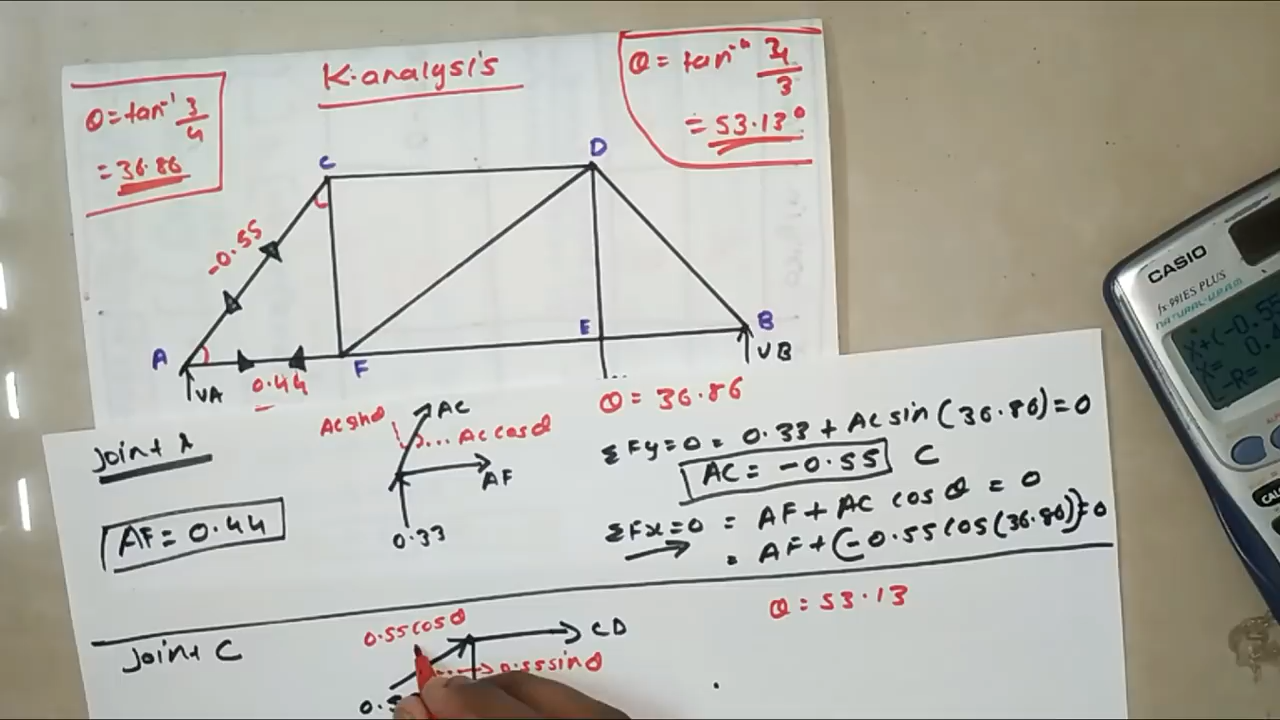 K-analysis
θ = tan⁻¹ 3/4
= 36.86
θ = tan⁻¹ 4/3
= 53.13°
C
D
-0.55
A
VA
0.44
F
E
B
VB
Joint A
AC sinθ
AC
... AC cosθ
AF
0.33
AF = 0.44
θ = 36.86
ΣFy=0 = 0.33 + AC sin (36.86) = 0
AC = -0.55 C
ΣFx=0 = AF + AC cos θ = 0
= AF + (-0.55 cos(36.86)) = 0
Joint C
0.55 cosθ
CD
0.55 sinθ
θ = 53.13
CASIO
fx-991ES PLUS
NATURAL-V.P.A.M.
X=